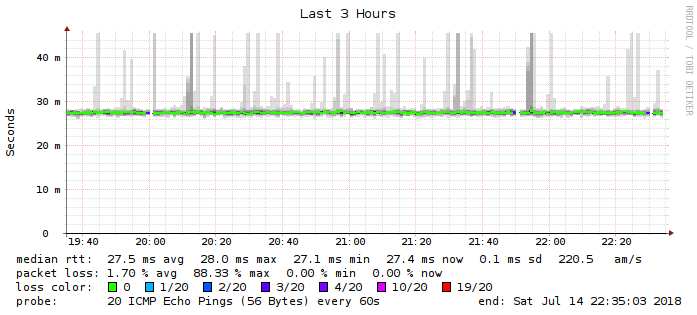 Last 3 Hours
RRDTOOL / TOBI OETIKER
Seconds
40 m
30 m
20 m
10 m
0
19:40 20:00 20:20 20:40 21:00 21:20 21:40 22:00 22:20
median rtt: 27.5 ms avg 28.0 ms max 27.1 ms min 27.4 ms now 0.1 ms sd 220.5 am/s
packet loss: 1.70 % avg 88.33 % max 0.00 % min 0.00 % now
loss color: 0 1/20 2/20 3/20 4/20 10/20 19/20
probe: 20 ICMP Echo Pings (56 Bytes) every 60s end: Sat Jul 14 22:35:03 2018